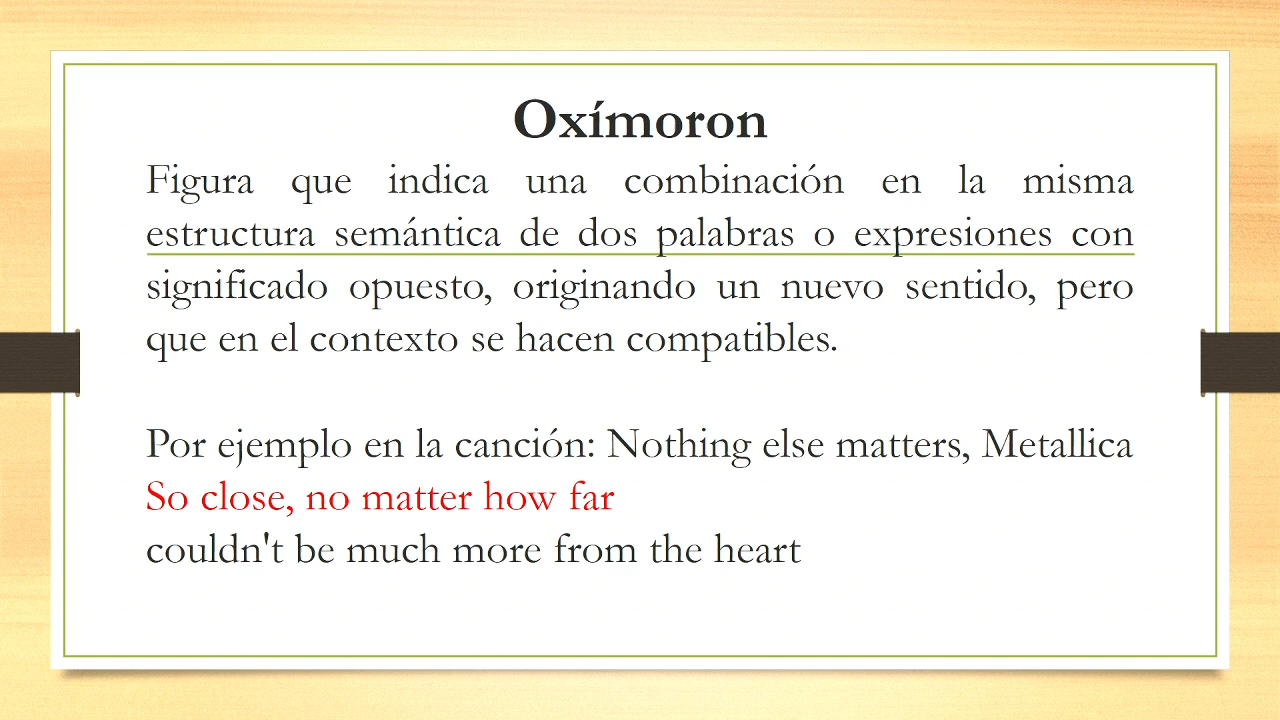 Oxímoron
Figura que indica una combinación en la misma
estructura semántica de dos palabras o expresiones con
significado opuesto, originando un nuevo sentido, pero
que en el contexto se hacen compatibles.
Por ejemplo en la canción: Nothing else matters, Metallica
So close, no matter how far
couldn't be much more from the heart